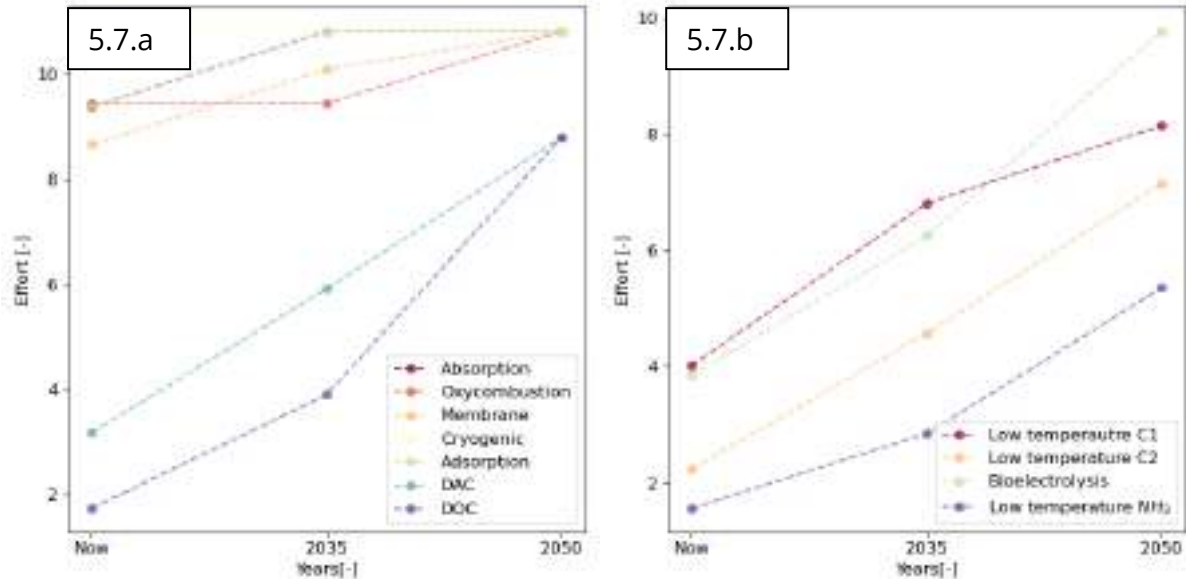 5.7.a
10
8
6
4
2
Effort [-]
Absorption
Oxycombustion
Membrane
Cryogenic
Adsorption
DAC
DOC
Now
2035
2050
Years[-]
5.7.b
10
8
6
4
2
Effort [-]
Low temperautre C1
Low temperature C2
Bioelectrolysis
Low temperature NH₃
Now
2035
2050
Years[-]